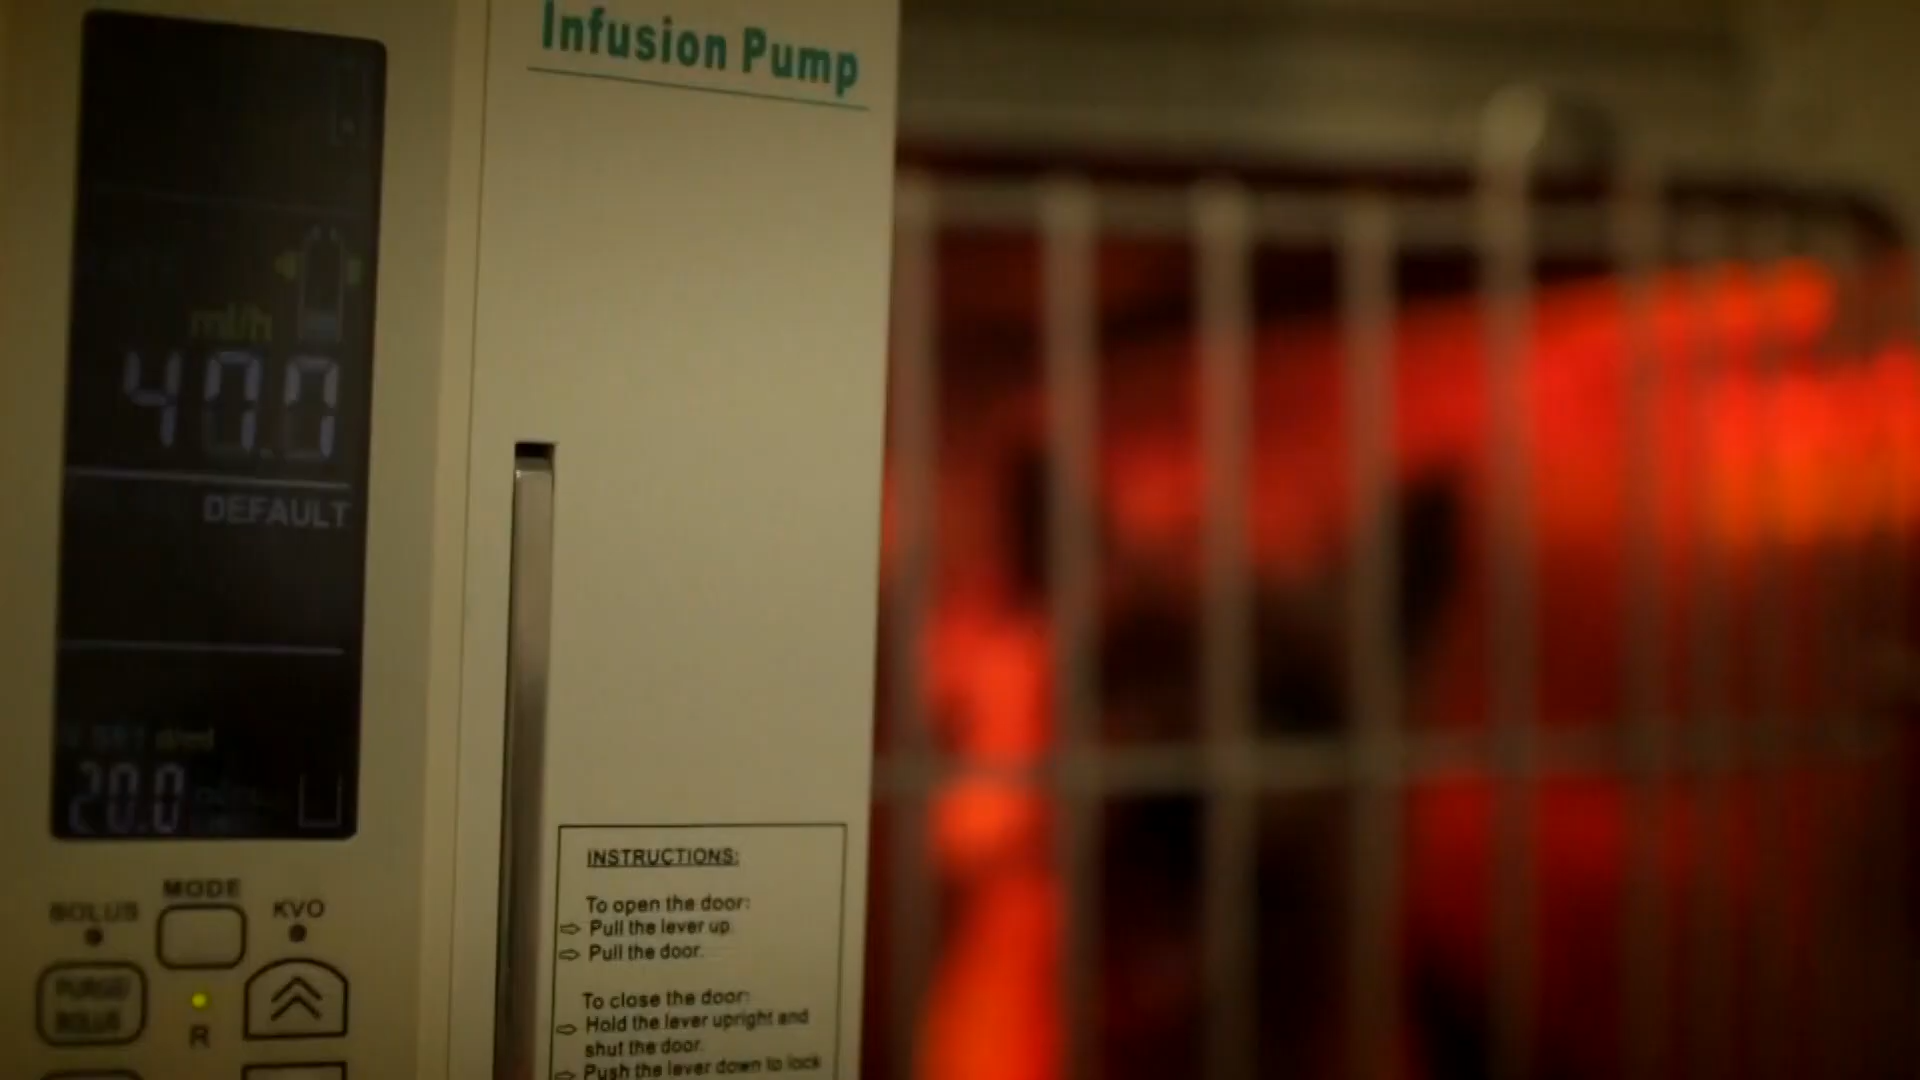 Infusion Pump
ml/h
DEFAULT
20.0
MODE
BOLUS
KVO
PURGE
BOLUS
R
INSTRUCTIONS:
To open the door:
⇨ Pull the lever up.
⇨ Pull the door.
To close the door:
⇨ Hold the lever upright and
shut the door.
⇨ Push the lever down to lock